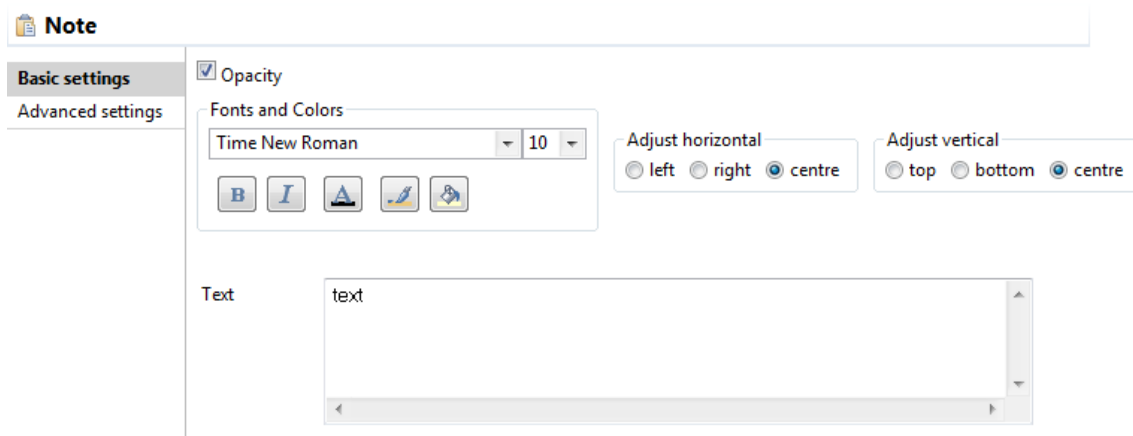 Note
Basic settings
Advanced settings
Opacity
Fonts and Colors
Time New Roman 10
B I A
Adjust horizontal
left right centre
Adjust vertical
top bottom centre
Text
text